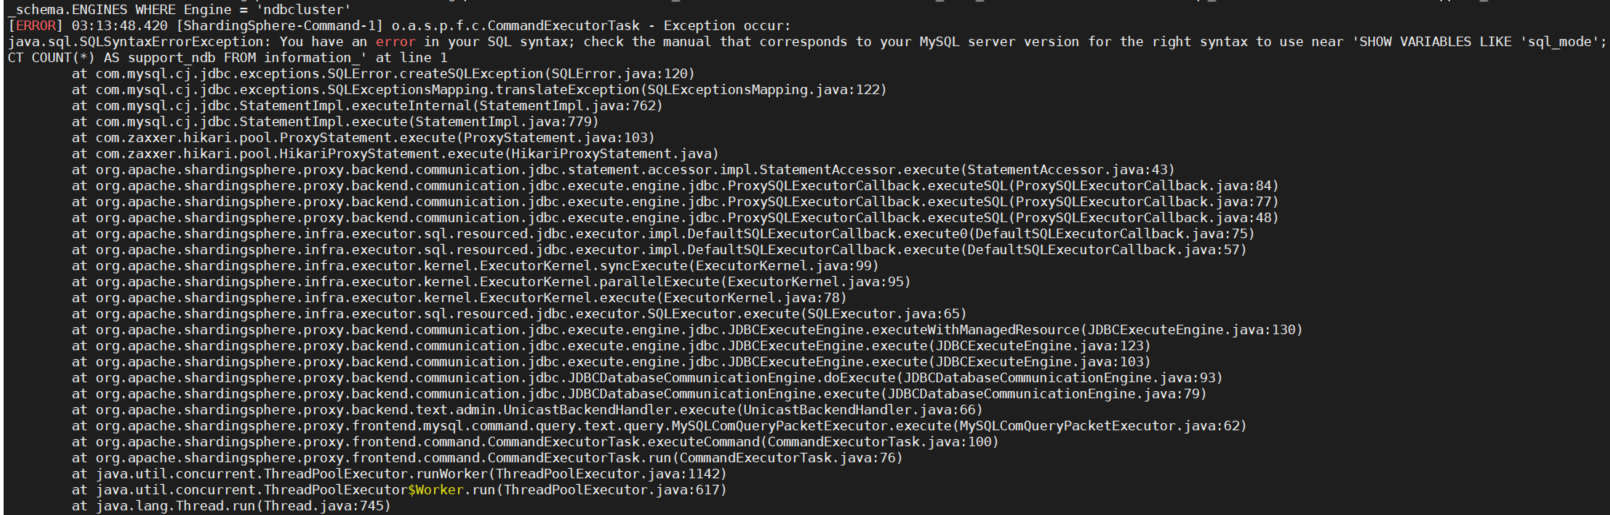 _schema.ENGINES WHERE Engine = 'ndbcluster'
[ERROR] 03:13:48.420 [ShardingSphere-Command-1] o.a.s.p.f.c.CommandExecutorTask - Exception occur:
java.sql.SQLSyntaxErrorException: You have an error in your SQL syntax; check the manual that corresponds to your MySQL server version for the right syntax to use near 'SHOW VARIABLES LIKE 'sql_mode';
CT COUNT(*) AS support_ndb FROM information_' at line 1
at com.mysql.cj.jdbc.exceptions.SQLError.createSQLException(SQLError.java:120)
at com.mysql.cj.jdbc.exceptions.SQLExceptionsMapping.translateException(SQLExceptionsMapping.java:122)
at com.mysql.cj.jdbc.StatementImpl.executeInternal(StatementImpl.java:762)
at com.mysql.cj.jdbc.StatementImpl.execute(StatementImpl.java:779)
at com.zaxxer.hikari.pool.ProxyStatement.execute(ProxyStatement.java:103)
at com.zaxxer.hikari.pool.HikariProxyStatement.execute(HikariProxyStatement.java)
at org.apache.shardingsphere.proxy.backend.communication.jdbc.statement.accessor.impl.StatementAccessor.execute(StatementAccessor.java:43)
at org.apache.shardingsphere.proxy.backend.communication.jdbc.execute.engine.jdbc.ProxySQLExecutorCallback.executeSQL(ProxySQLExecutorCallback.java:84)
at org.apache.shardingsphere.proxy.backend.communication.jdbc.execute.engine.jdbc.ProxySQLExecutorCallback.executeSQL(ProxySQLExecutorCallback.java:77)
at org.apache.shardingsphere.proxy.backend.communication.jdbc.execute.engine.jdbc.ProxySQLExecutorCallback.executeSQL(ProxySQLExecutorCallback.java:48)
at org.apache.shardingsphere.infra.executor.sql.resourced.jdbc.executor.impl.DefaultSQLExecutorCallback.execute0(DefaultSQLExecutorCallback.java:75)
at org.apache.shardingsphere.infra.executor.sql.resourced.jdbc.executor.impl.DefaultSQLExecutorCallback.execute(DefaultSQLExecutorCallback.java:57)
at org.apache.shardingsphere.infra.executor.kernel.ExecutorKernel.syncExecute(ExecutorKernel.java:99)
at org.apache.shardingsphere.infra.executor.kernel.ExecutorKernel.parallelExecute(ExecutorKernel.java:95)
at org.apache.shardingsphere.infra.executor.kernel.ExecutorKernel.execute(ExecutorKernel.java:78)
at org.apache.shardingsphere.infra.executor.sql.resourced.jdbc.executor.SQLExecutor.execute(SQLExecutor.java:65)
at org.apache.shardingsphere.proxy.backend.communication.jdbc.execute.engine.jdbc.JDBCExecuteEngine.executeWithManagedResource(JDBCExecuteEngine.java:130)
at org.apache.shardingsphere.proxy.backend.communication.jdbc.execute.engine.jdbc.JDBCExecuteEngine.execute(JDBCExecuteEngine.java:123)
at org.apache.shardingsphere.proxy.backend.communication.jdbc.execute.engine.jdbc.JDBCExecuteEngine.execute(JDBCExecuteEngine.java:103)
at org.apache.shardingsphere.proxy.backend.communication.jdbc.JDBCDatabaseCommunicationEngine.doExecute(JDBCDatabaseCommunicationEngine.java:93)
at org.apache.shardingsphere.proxy.backend.communication.jdbc.JDBCDatabaseCommunicationEngine.execute(JDBCDatabaseCommunicationEngine.java:79)
at org.apache.shardingsphere.proxy.backend.text.admin.UnicastBackendHandler.execute(UnicastBackendHandler.java:66)
at org.apache.shardingsphere.proxy.frontend.mysql.command.query.text.query.MySQLComQueryPacketExecutor.execute(MySQLComQueryPacketExecutor.java:62)
at org.apache.shardingsphere.proxy.frontend.command.CommandExecutorTask.executeCommand(CommandExecutorTask.java:100)
at org.apache.shardingsphere.proxy.frontend.command.CommandExecutorTask.run(CommandExecutorTask.java:76)
at java.util.concurrent.ThreadPoolExecutor.runWorker(ThreadPoolExecutor.java:1142)
at java.util.concurrent.ThreadPoolExecutor$Worker.run(ThreadPoolExecutor.java:617)
at java.lang.Thread.run(Thread.java:745)